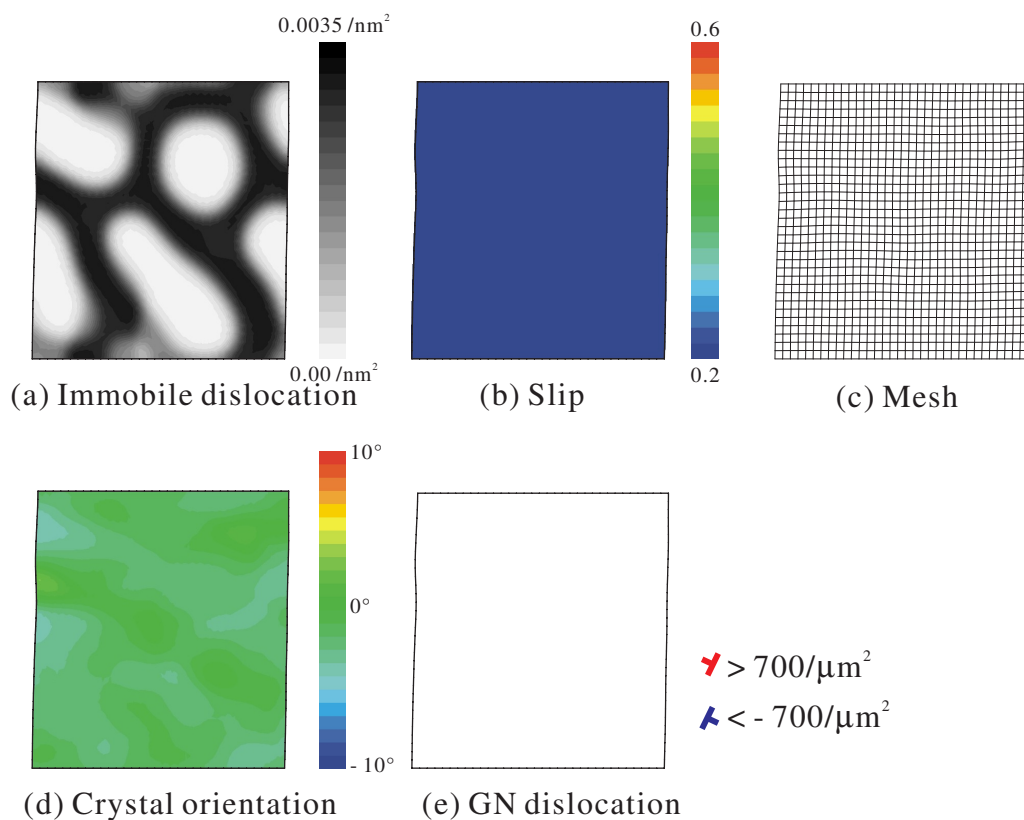 0.0035 /nm²
0.00 /nm²
(a) Immobile dislocation
0.6
0.2
(b) Slip
(c) Mesh
10°
0°
- 10°
(d) Crystal orientation
(e) GN dislocation
> 700/μm²
< - 700/μm²